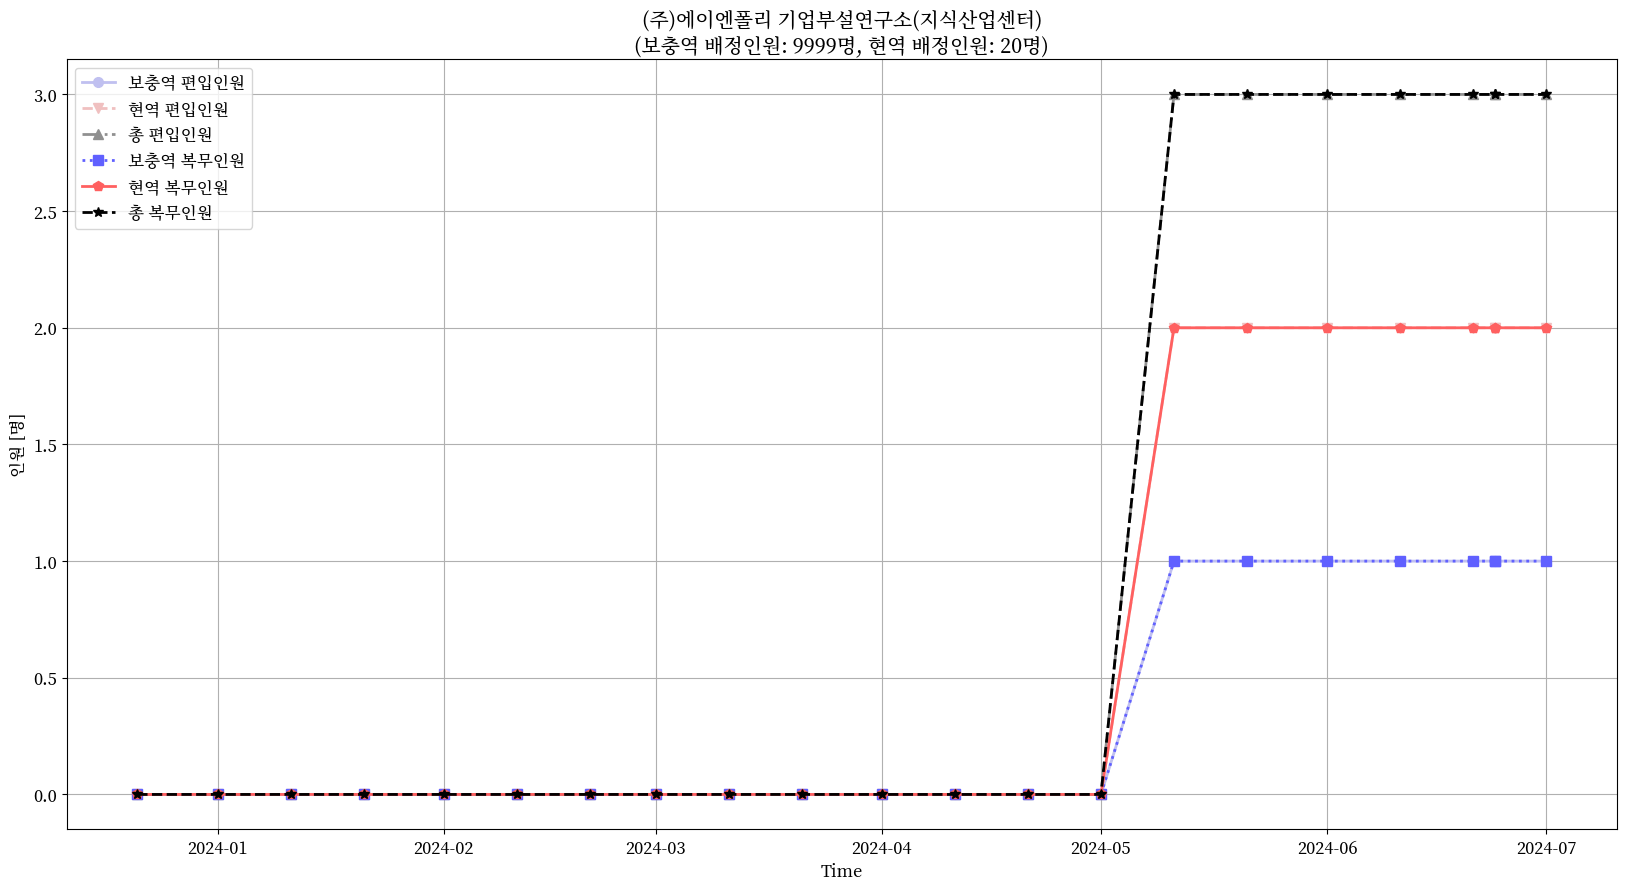 (주)에이엔폴리 기업부설연구소(지식산업센터)
(보충역 배정인원: 9999명, 현역 배정인원: 20명)
보충역 편입인원
현역 편입인원
총 편입인원
보충역 복무인원
현역 복무인원
총 복무인원
3.0
2.5
2.0
1.5
1.0
0.5
0.0
인원 [명]
2024-01
2024-02
2024-03
2024-04
2024-05
2024-06
2024-07
Time